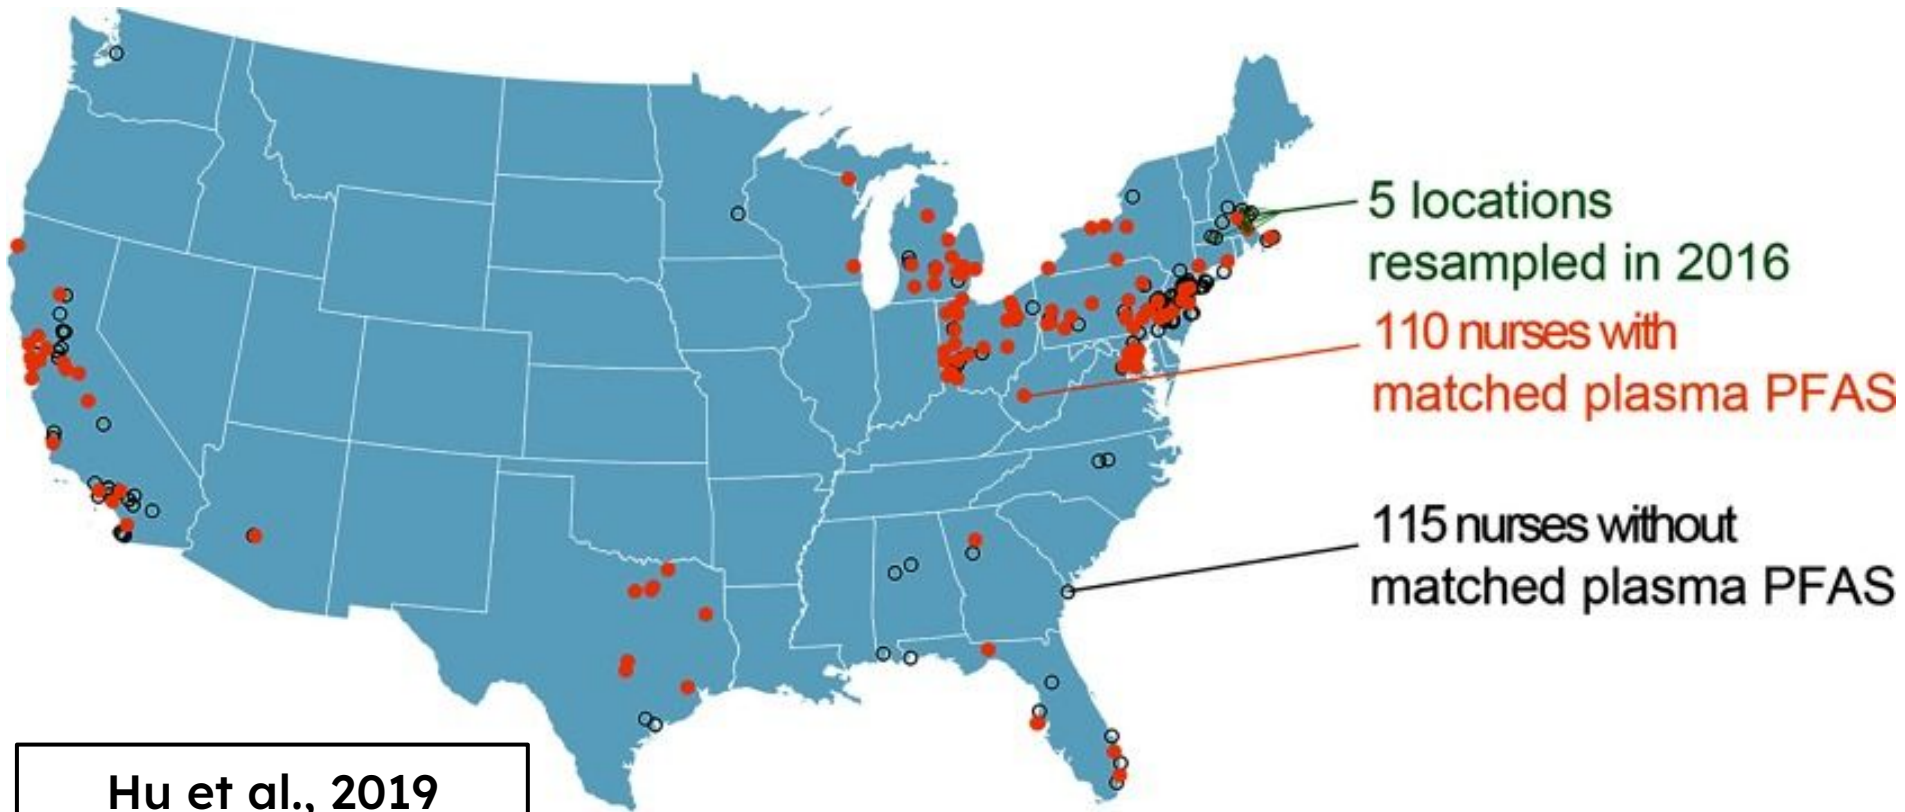 5 locations
resampled in 2016
110 nurses with
matched plasma PFAS
115 nurses without
matched plasma PFAS
Hu et al., 2019